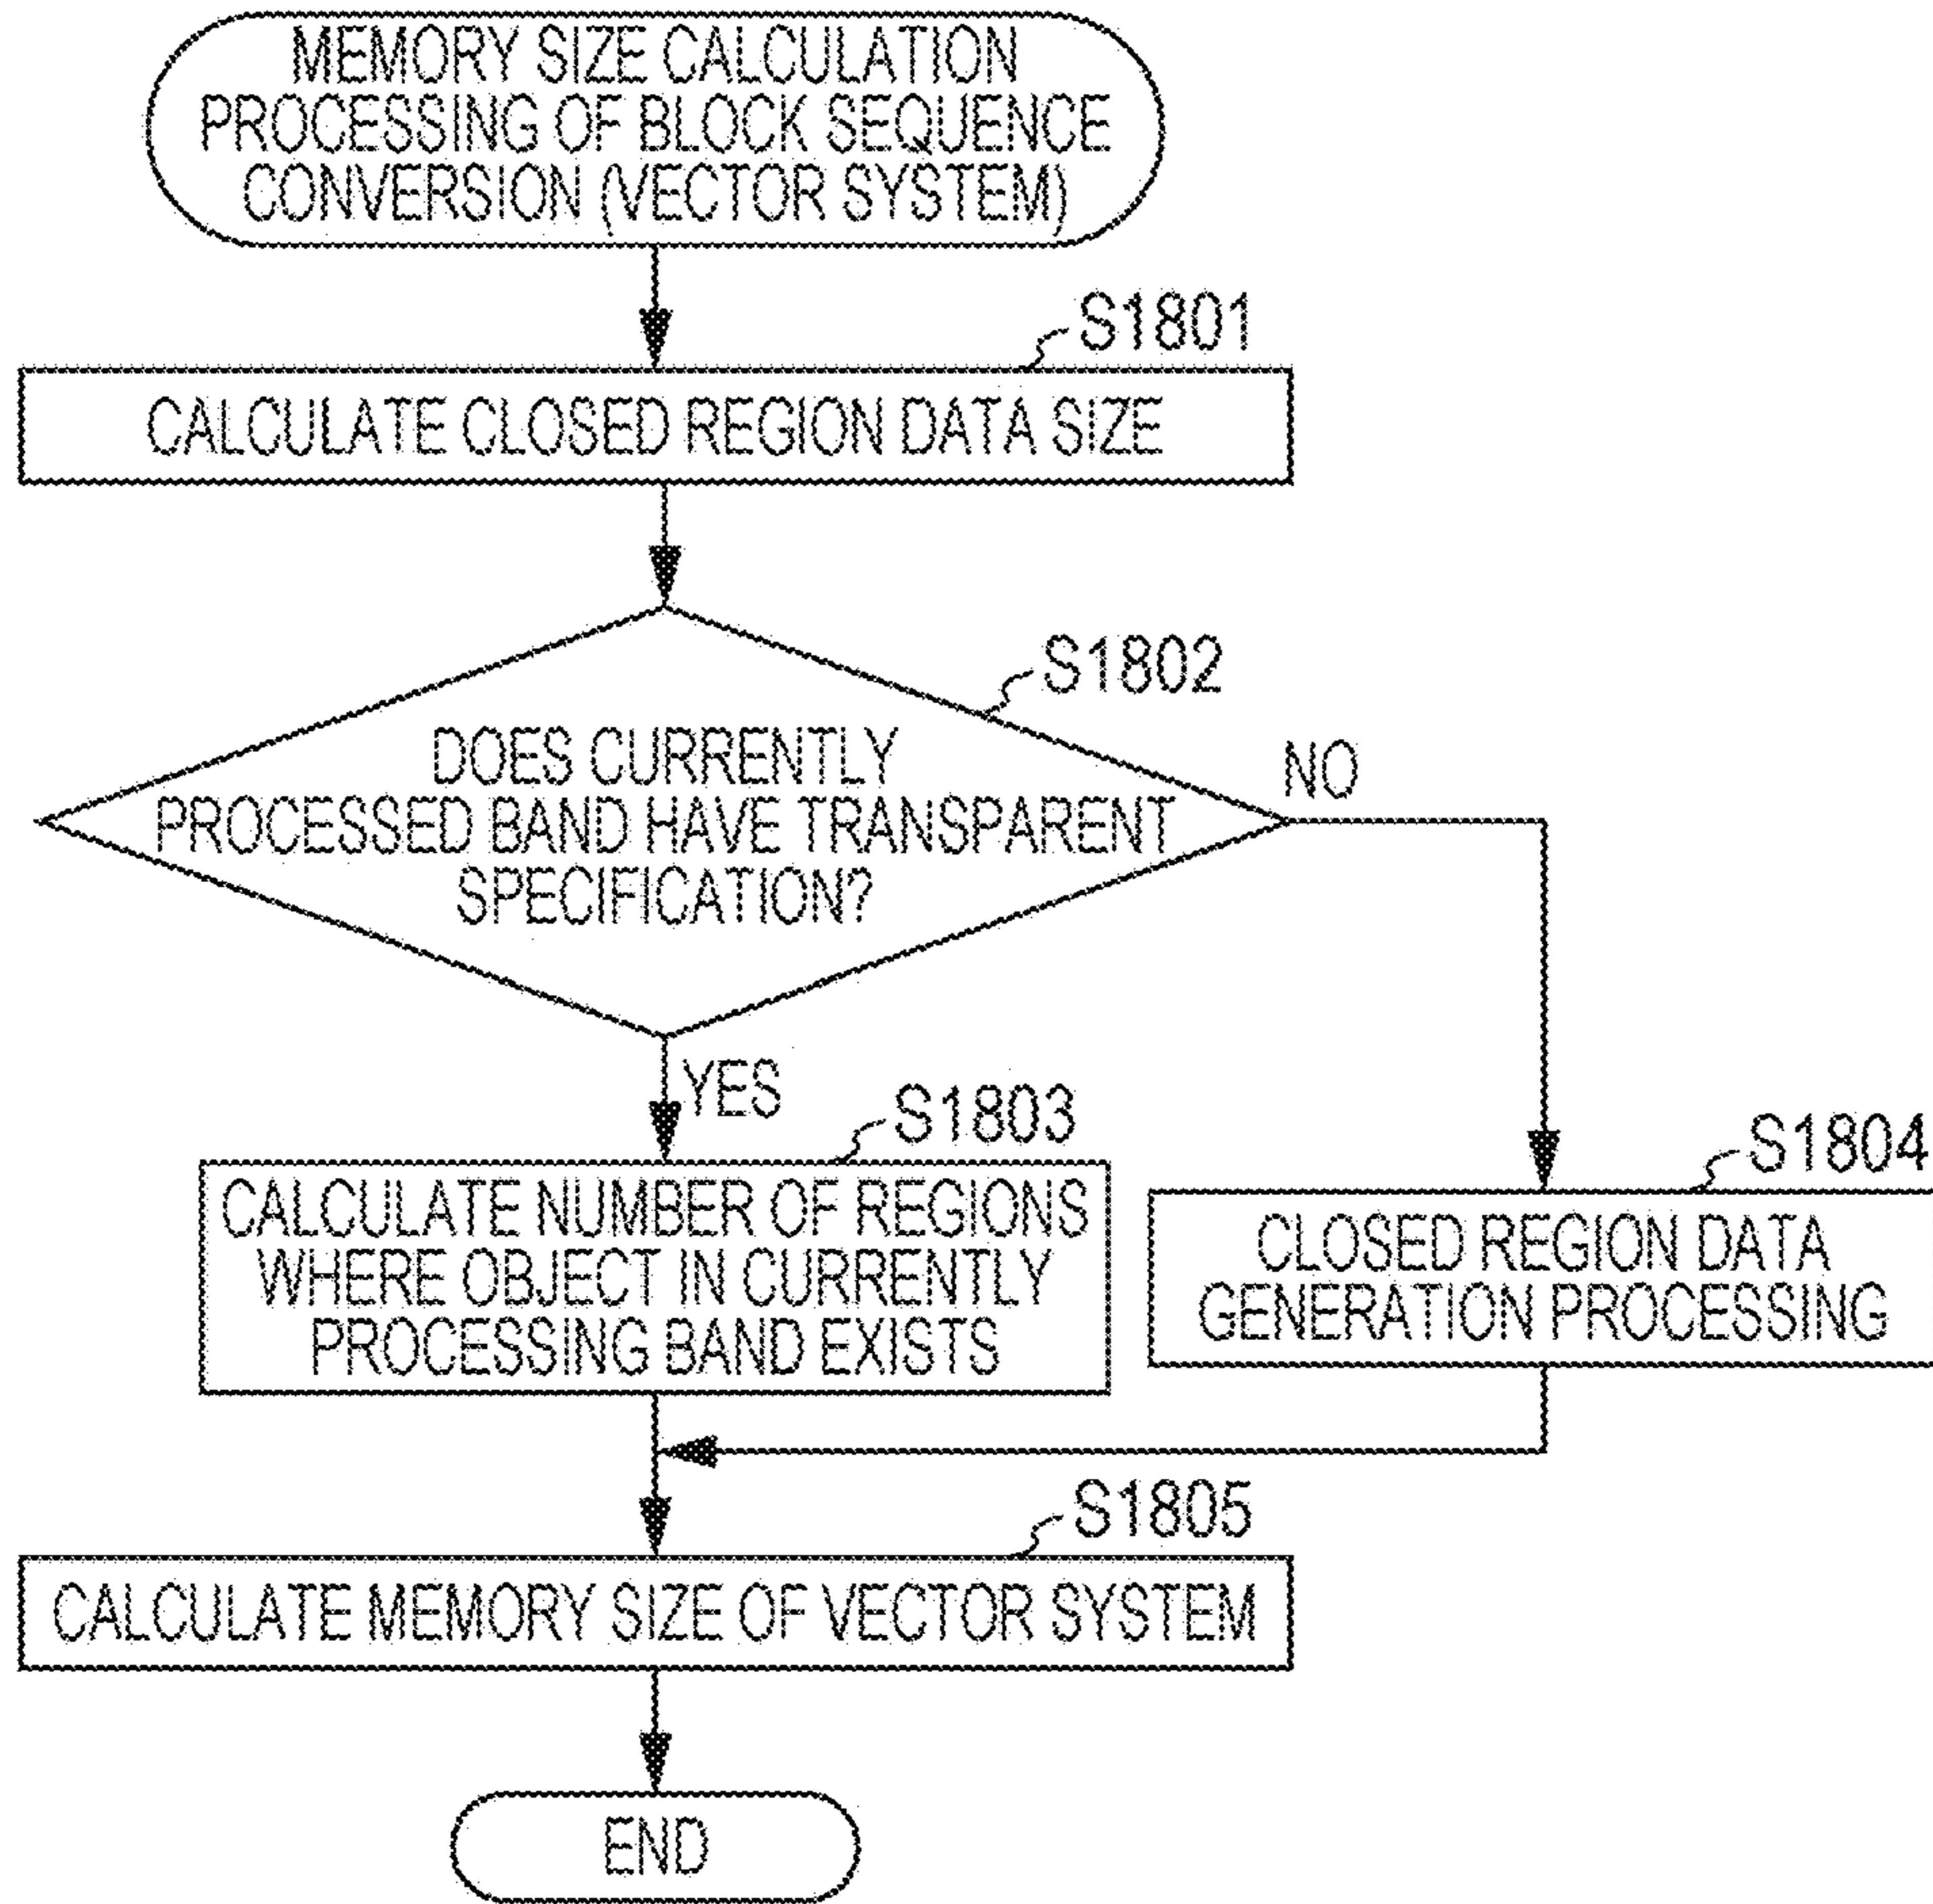 MEMORY SIZE CALCULATION
PROCESSING OF BLOCK SEQUENCE
CONVERSION (VECTOR SYSTEM)
S1801
CALCULATE CLOSED REGION DATA SIZE
S1802
DOES CURRENTLY
PROCESSED BAND HAVE TRANSPARENT
SPECIFICATION?
NO
YES
S1803
CALCULATE NUMBER OF REGIONS
WHERE OBJECT IN CURRENTLY
PROCESSING BAND EXISTS
S1804
CLOSED REGION DATA
GENERATION PROCESSING
S1805
CALCULATE MEMORY SIZE OF VECTOR SYSTEM
END